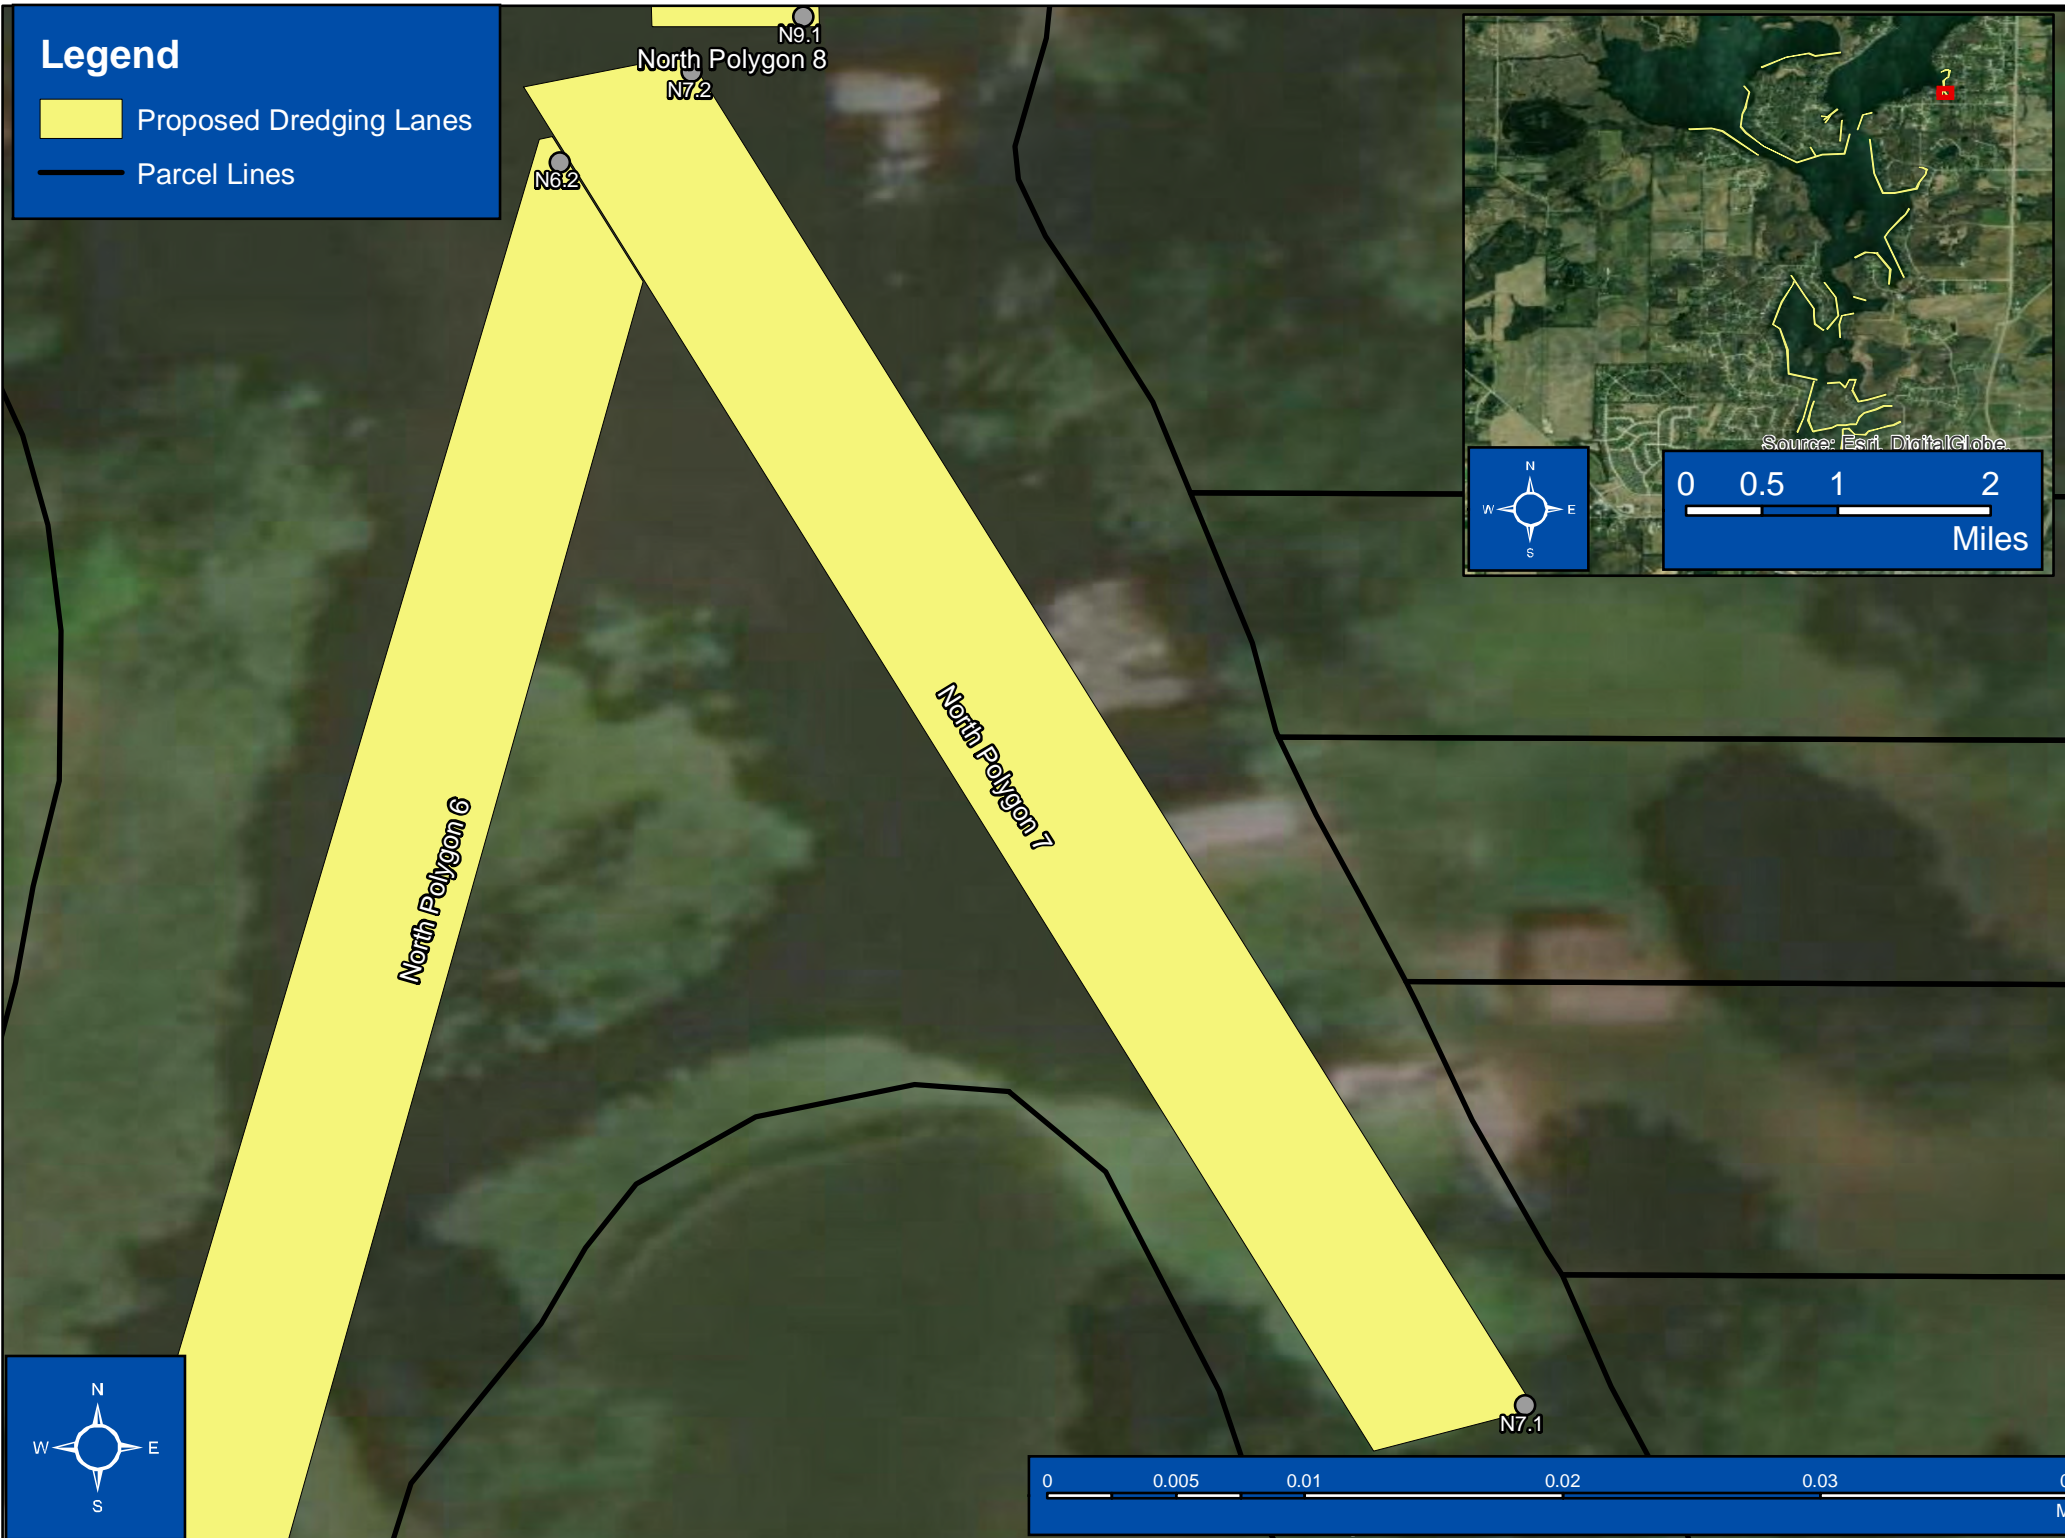 Legend
Proposed Dredging Lanes
Parcel Lines
N9.1
North Polygon 8
N7.2
N6.2
North Polygon 6
North Polygon 7
N7.1
Source: Esri, DigitalGlobe,
N
W E
S
0 0.5 1 2
Miles
N
W E
S
0 0.005 0.01 0.02 0.03